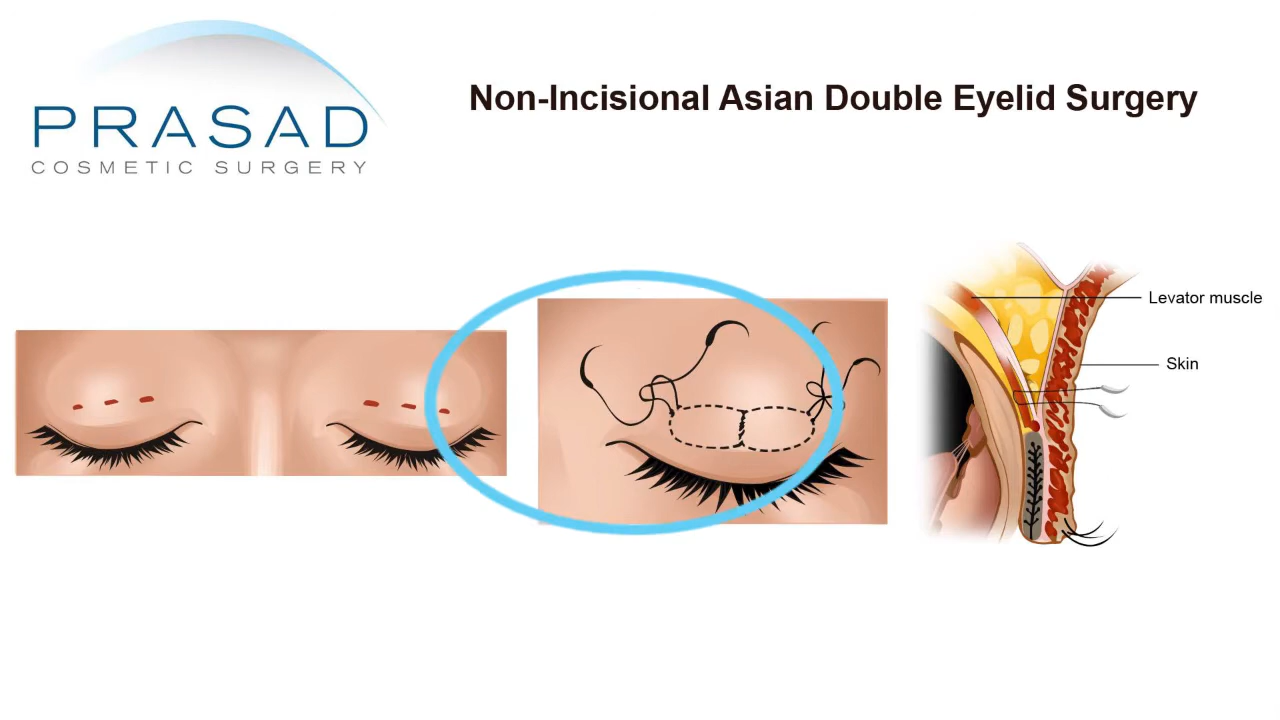 PRASAD
COSMETIC SURGERY
Non-Incisional Asian Double Eyelid Surgery
Levator muscle
Skin